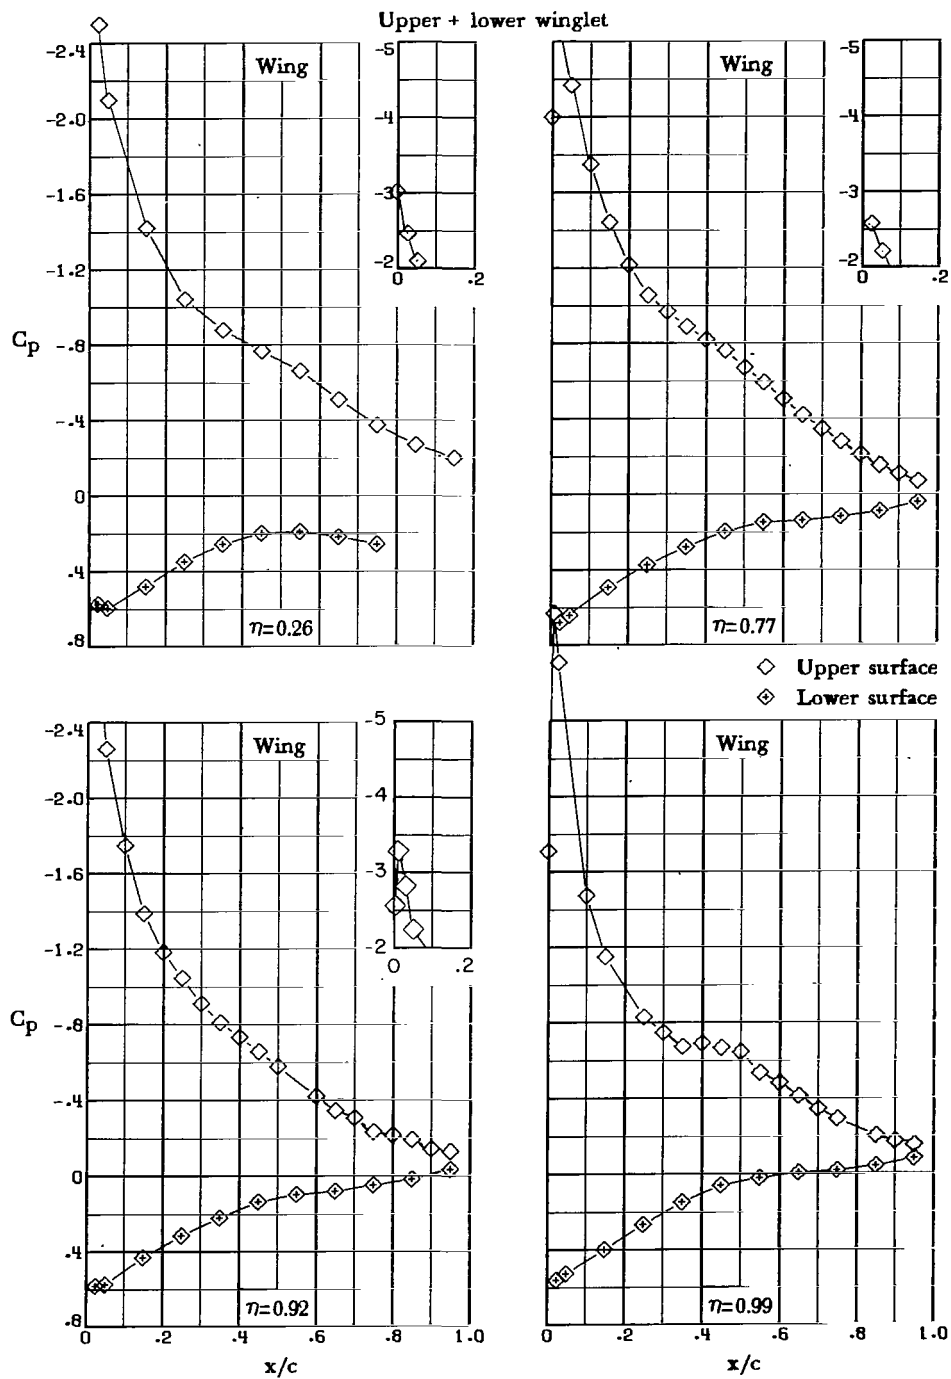 Upper + lower winglet
-2.4
-2.0
-1.6
-1.2
-.8
-.4
0
.4
.8
Cp
Wing
η=0.26
-5
-4
-3
-2
0
.2
Wing
η=0.77
-5
-4
-3
-2
0
.2
Upper surface
Lower surface
-2.4
-2.0
-1.6
-1.2
-.8
-.4
0
.4
.8
Cp
Wing
η=0.92
-5
-4
-3
-2
0
.2
0 .2 .4 .6 .8 1.0
x/c
Wing
η=0.99
0 .2 .4 .6 .8 1.0
x/c